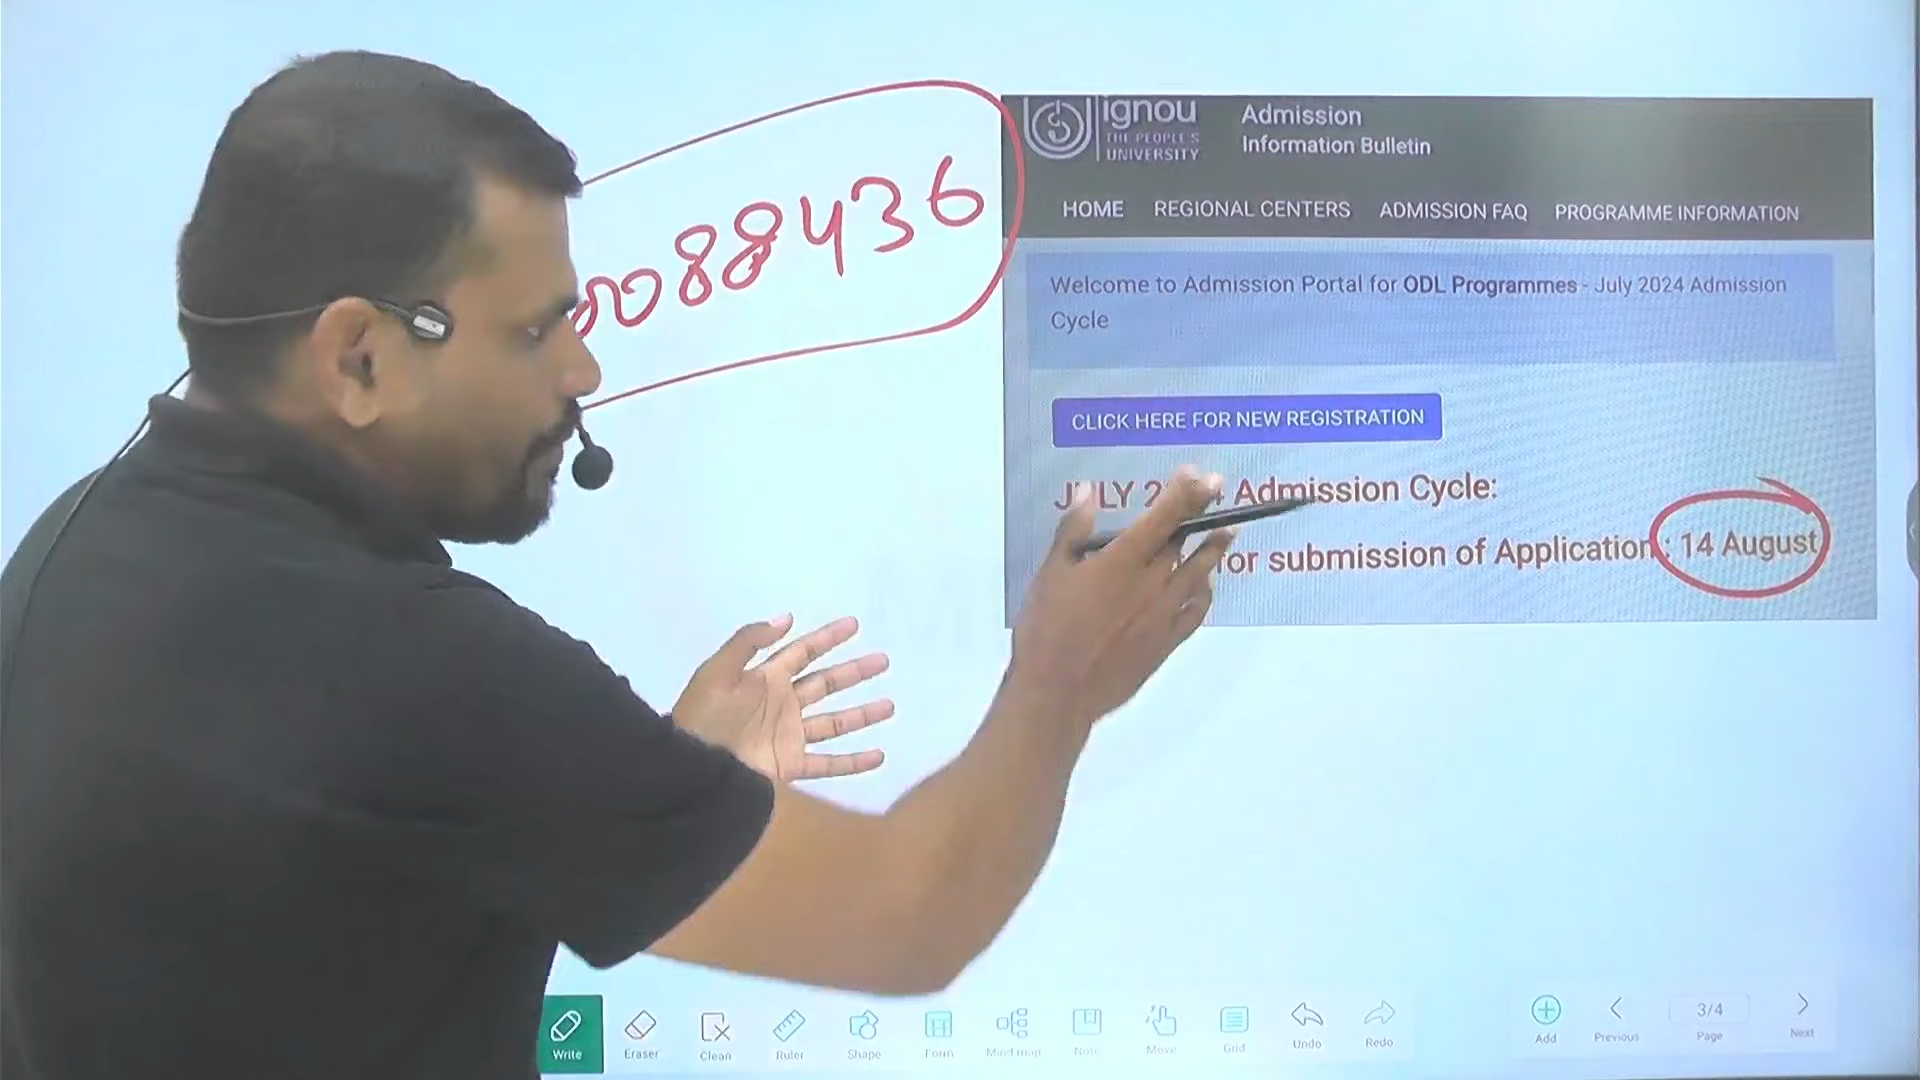 0088436
ignou
THE PEOPLE'S
UNIVERSITY
Admission
Information Bulletin
HOME REGIONAL CENTERS ADMISSION FAQ PROGRAMME INFORMATION
Welcome to Admission Portal for ODL Programmes - July 2024 Admission
Cycle
CLICK HERE FOR NEW REGISTRATION
JULY Admission Cycle:
for submission of Application : 14 August
Write Eraser Clean Ruler Shape Form Mind map Note Move Grid Undo Redo Add Previous 3/4 Page Next